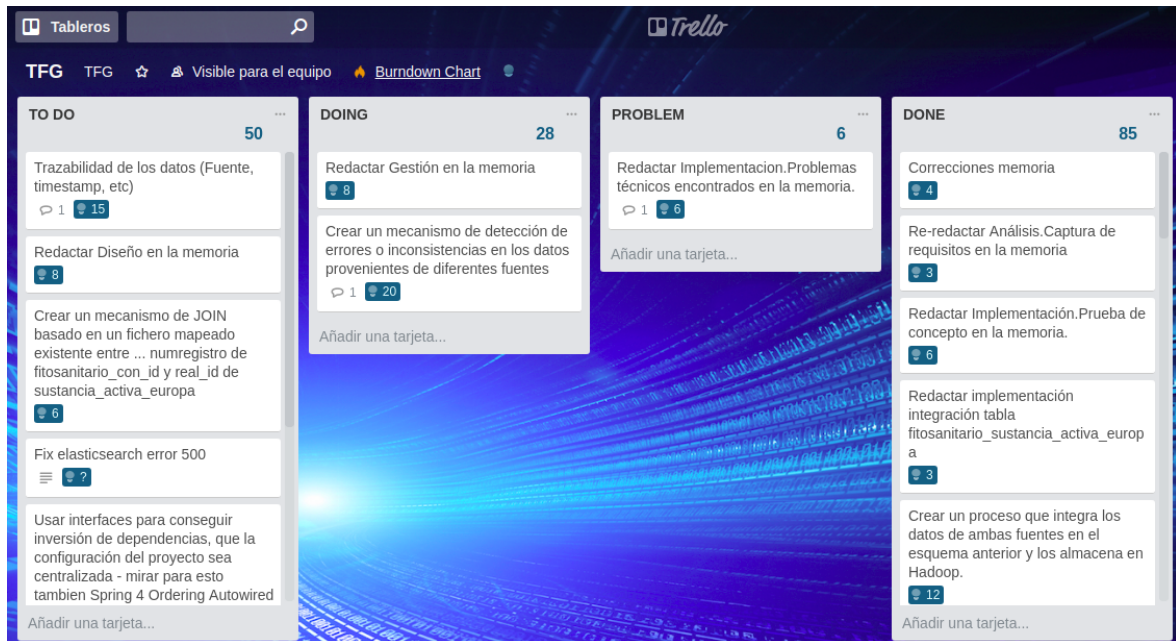 Tableros
Trello
TFG TFG Visible para el equipo Burndown Chart
TO DO
50
Trazabilidad de los datos (Fuente,
timestamp, etc)
1 15
Redactar Diseño en la memoria
8
Crear un mecanismo de JOIN
basado en un fichero mapeado
existente entre ... numregistro de
fitosanitario_con_id y real_id de
sustancia_activa_europa
6
Fix elasticsearch error 500
?
Usar interfaces para conseguir
inversión de dependencias, que la
configuración del proyecto sea
centralizada - mirar para esto
tambien Spring 4 Ordering Autowired
Añadir una tarjeta...
DOING
28
Redactar Gestión en la memoria
8
Crear un mecanismo de detección de
errores o inconsistencias en los datos
provenientes de diferentes fuentes
1 20
Añadir una tarjeta...
PROBLEM
6
Redactar Implementacion.Problemas
técnicos encontrados en la memoria.
1 6
Añadir una tarjeta...
DONE
85
Correcciones memoria
4
Re-redactar Análisis.Captura de
requisitos en la memoria
3
Redactar Implementación.Prueba de
concepto en la memoria.
6
Redactar implementación
integración tabla
fitosanitario_sustancia_activa_europ
a
3
Crear un proceso que integra los
datos de ambas fuentes en el
esquema anterior y los almacena en
Hadoop.
12
Añadir una tarjeta...